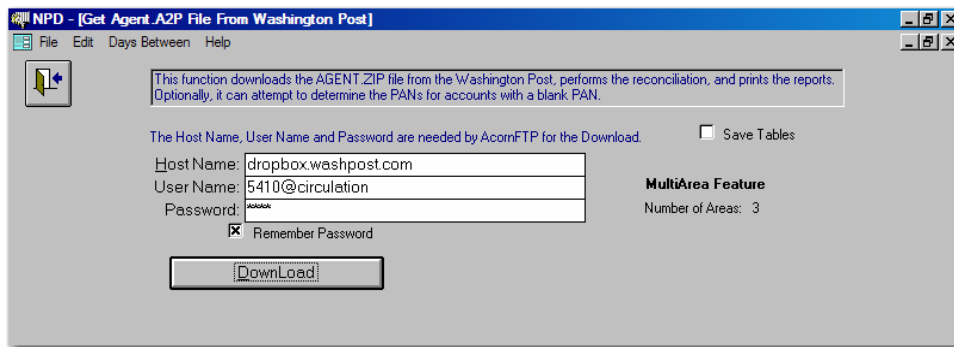 NPD - [Get Agent.A2P File From Washington Post]
File Edit Days Between Help
This function downloads the AGENT.ZIP file from the Washington Post, performs the reconciliation, and prints the reports.
Optionally, it can attempt to determine the PANs for accounts with a blank PAN.
The Host Name, User Name and Password are needed by AcornFTP for the Download.
Save Tables
Host Name: dropbox.washpost.com
User Name: 5410@circulation
MultiArea Feature
Password: ****
Number of Areas: 3
Remember Password
DownLoad